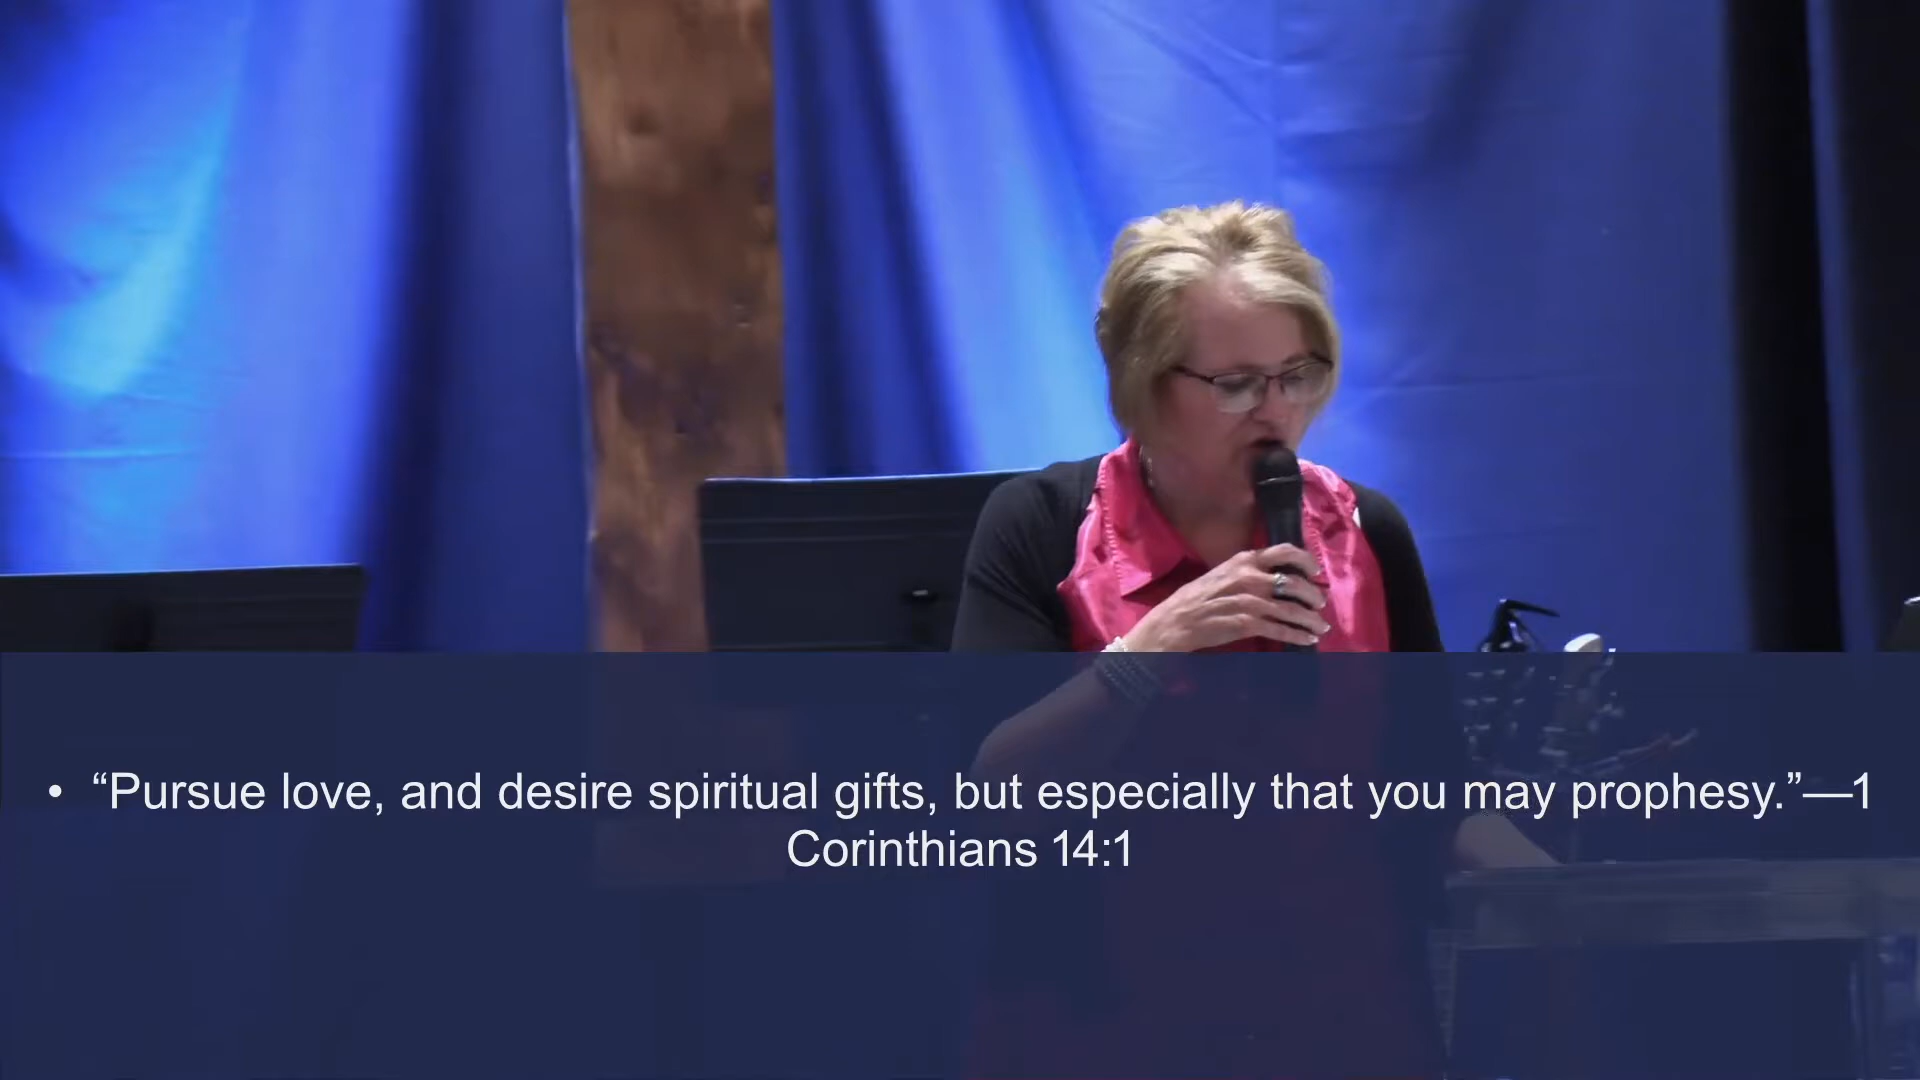 • “Pursue love, and desire spiritual gifts, but especially that you may prophesy.”—1
Corinthians 14:1